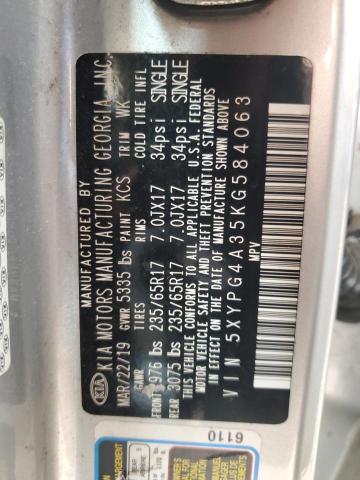 MANUFACTURED BY
KIA KIA MOTORS MANUFACTURING GEORGIA, INC.
MAR/22/19 GVWR 5335 lbs PAINT KCS TRIM WK
GAWR TIRES RIMS COLD TIRE INFL
FRONT 976 lbs 235/65R17 7.0JX17 34psi SINGLE
REAR 3075 lbs 235/65R17 7.0JX17 34psi SINGLE
THIS VEHICLE CONFORMS TO ALL APPLICABLE U.S.A. FEDERAL
MOTOR VEHICLE SAFETY AND THEFT PREVENTION STANDARDS
IN EFFECT ON THE DATE OF MANUFACTURE SHOWN ABOVE
VIN 5XYPG4A35KG584063
MPV
6110